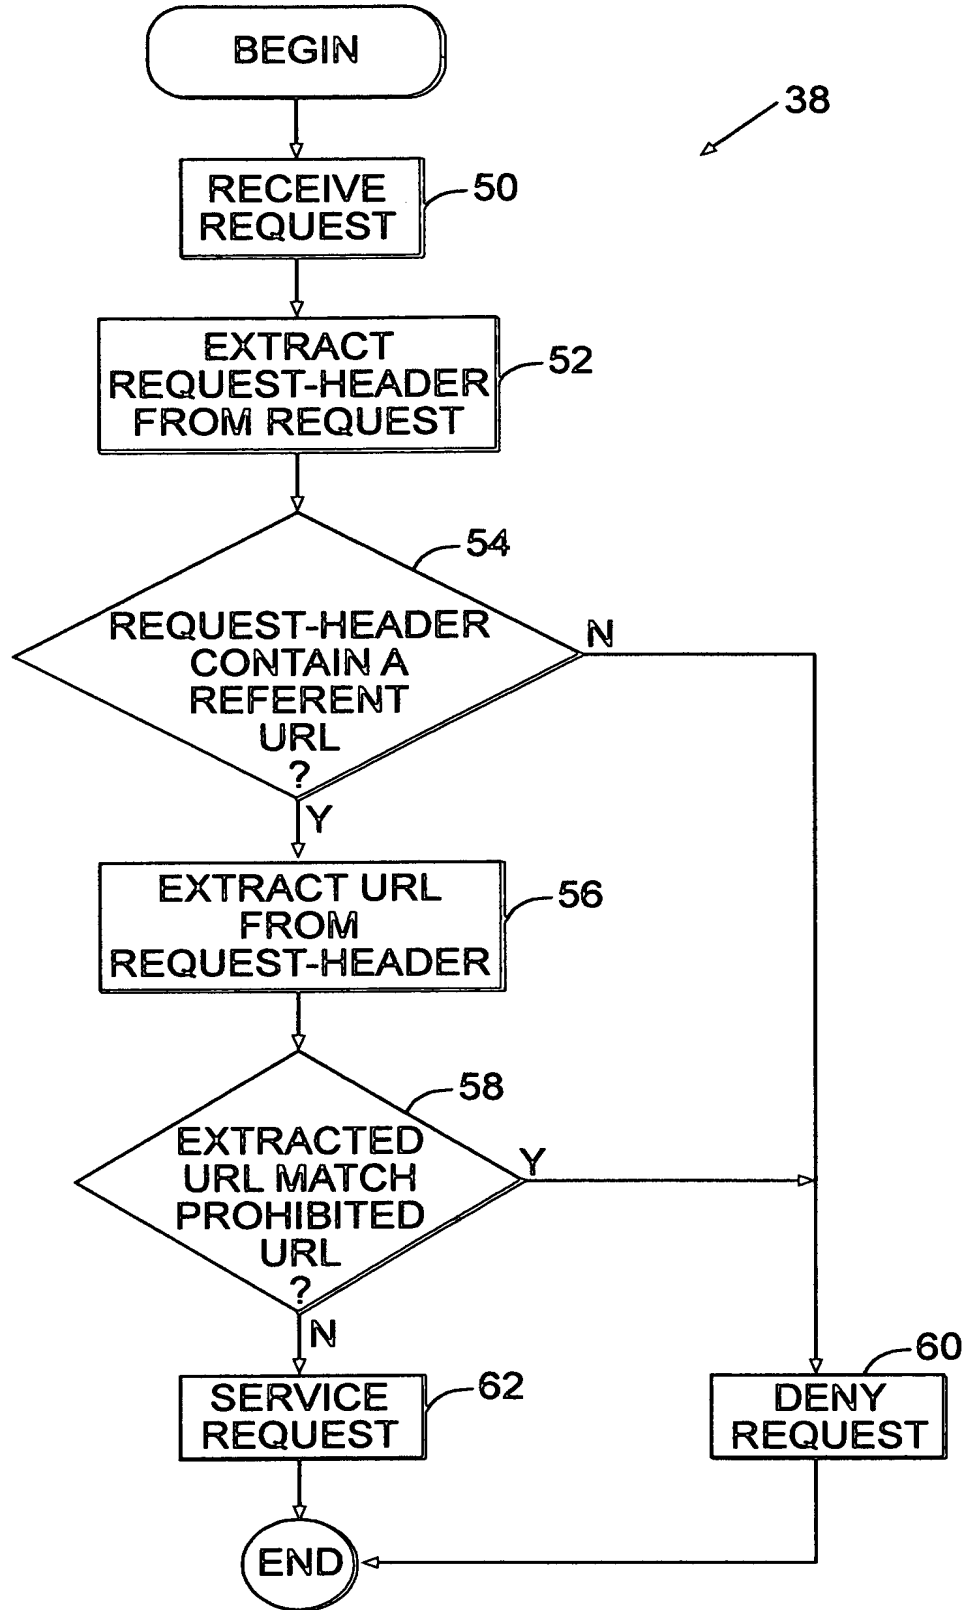 BEGIN
38
RECEIVE
REQUEST
50
EXTRACT
REQUEST-HEADER
FROM REQUEST
52
54
REQUEST-HEADER
CONTAIN A
REFERENT
URL
?
N
Y
EXTRACT URL
FROM
REQUEST-HEADER
56
58
EXTRACTED
URL MATCH
PROHIBITED
URL
?
Y
N
SERVICE
REQUEST
62
60
DENY
REQUEST
END